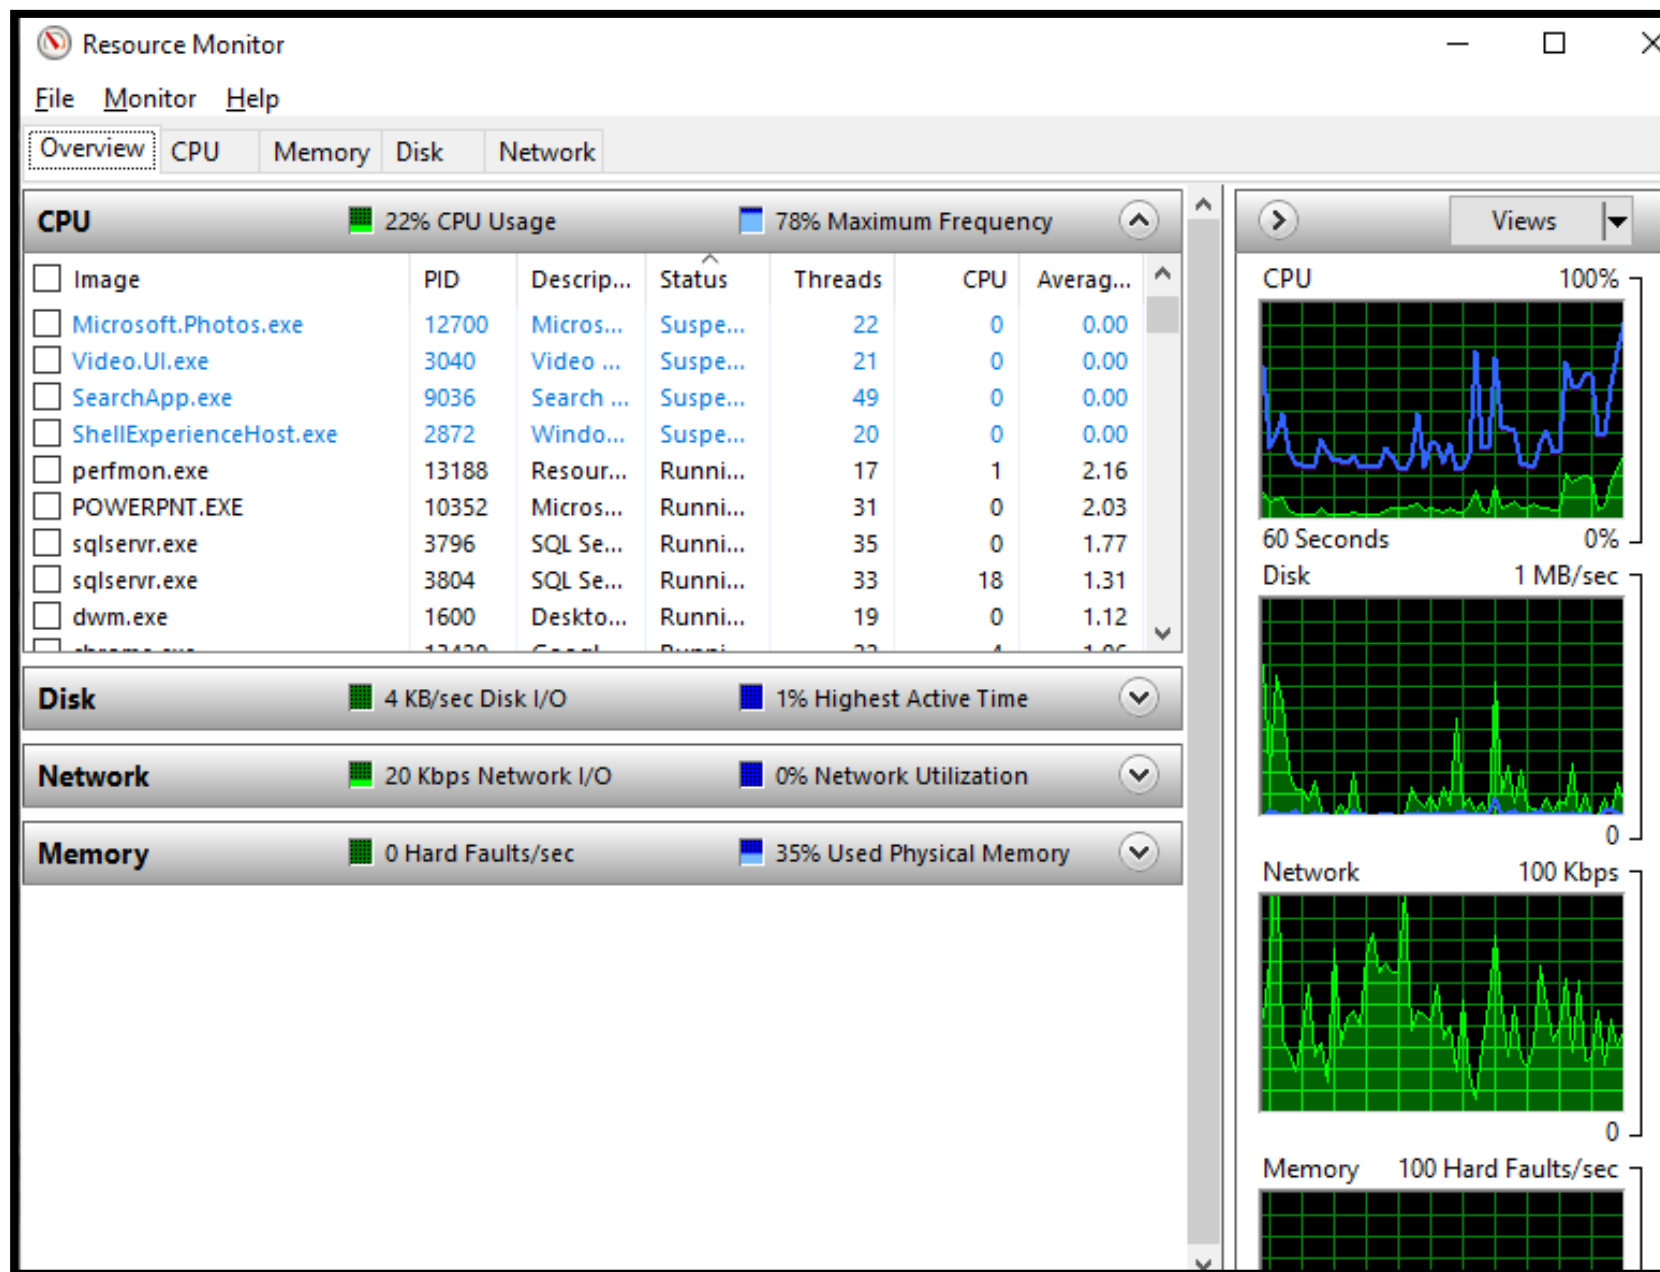 Resource Monitor
File Monitor Help
Overview CPU Memory Disk Network
CPU 22% CPU Usage 78% Maximum Frequency
Image PID Descrip... Status Threads CPU Averag...
Microsoft.Photos.exe 12700 Micros... Suspe... 22 0 0.00
Video.UI.exe 3040 Video ... Suspe... 21 0 0.00
SearchApp.exe 9036 Search ... Suspe... 49 0 0.00
ShellExperienceHost.exe 2872 Windo... Suspe... 20 0 0.00
perfmon.exe 13188 Resour... Runni... 17 1 2.16
POWERPNT.EXE 10352 Micros... Runni... 31 0 2.03
sqlservr.exe 3796 SQL Se... Runni... 35 0 1.77
sqlservr.exe 3804 SQL Se... Runni... 33 18 1.31
dwm.exe 1600 Deskto... Runni... 19 0 1.12
Disk 4 KB/sec Disk I/O 1% Highest Active Time
Network 20 Kbps Network I/O 0% Network Utilization
Memory 0 Hard Faults/sec 35% Used Physical Memory
Views
CPU 100%
60 Seconds 0%
Disk 1 MB/sec
0
Network 100 Kbps
0
Memory 100 Hard Faults/sec